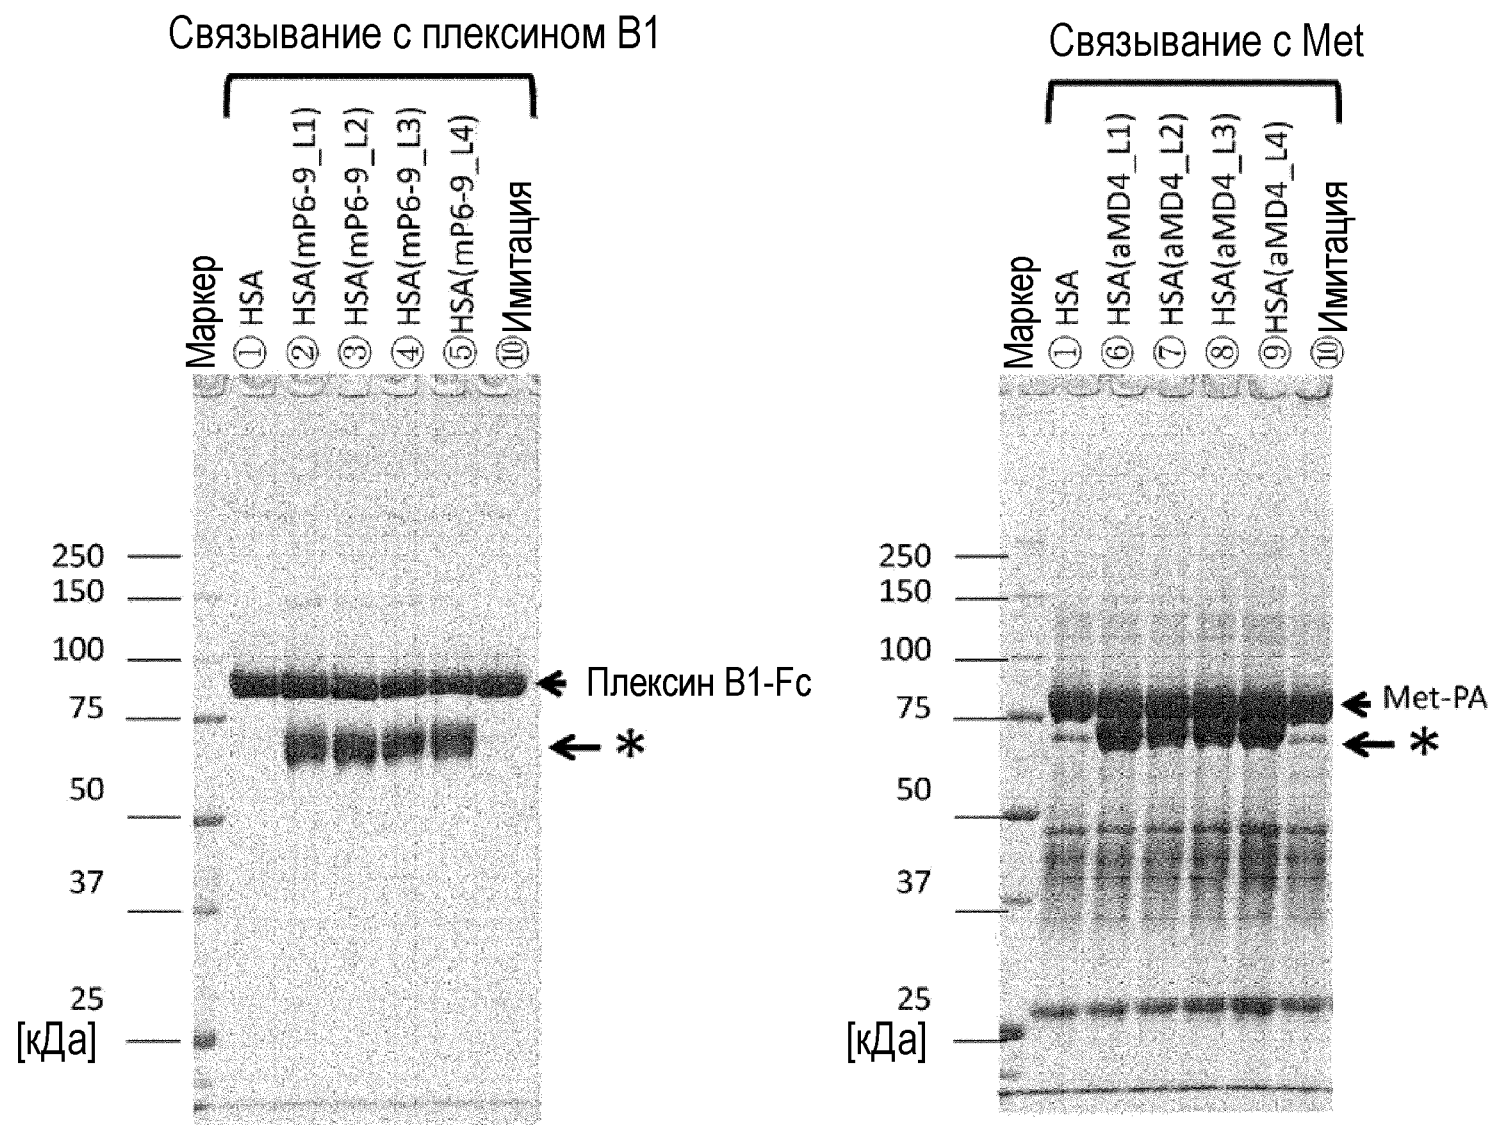 Связывание с плексином B1
Маркер
① HSA
② HSA(mP6-9_L1)
③ HSA(mP6-9_L2)
④ HSA(mP6-9_L3)
⑤ HSA(mP6-9_L4)
⑩ Имитация
250
150
100
75
50
37
25
[кДа]
Плексин B1-Fc
*
Связывание с Met
Маркер
① HSA
⑥ HSA(aMD4_L1)
⑦ HSA(aMD4_L2)
⑧ HSA(aMD4_L3)
⑨ HSA(aMD4_L4)
⑩ Имитация
250
150
100
75
50
37
25
[кДа]
Met-PA
*